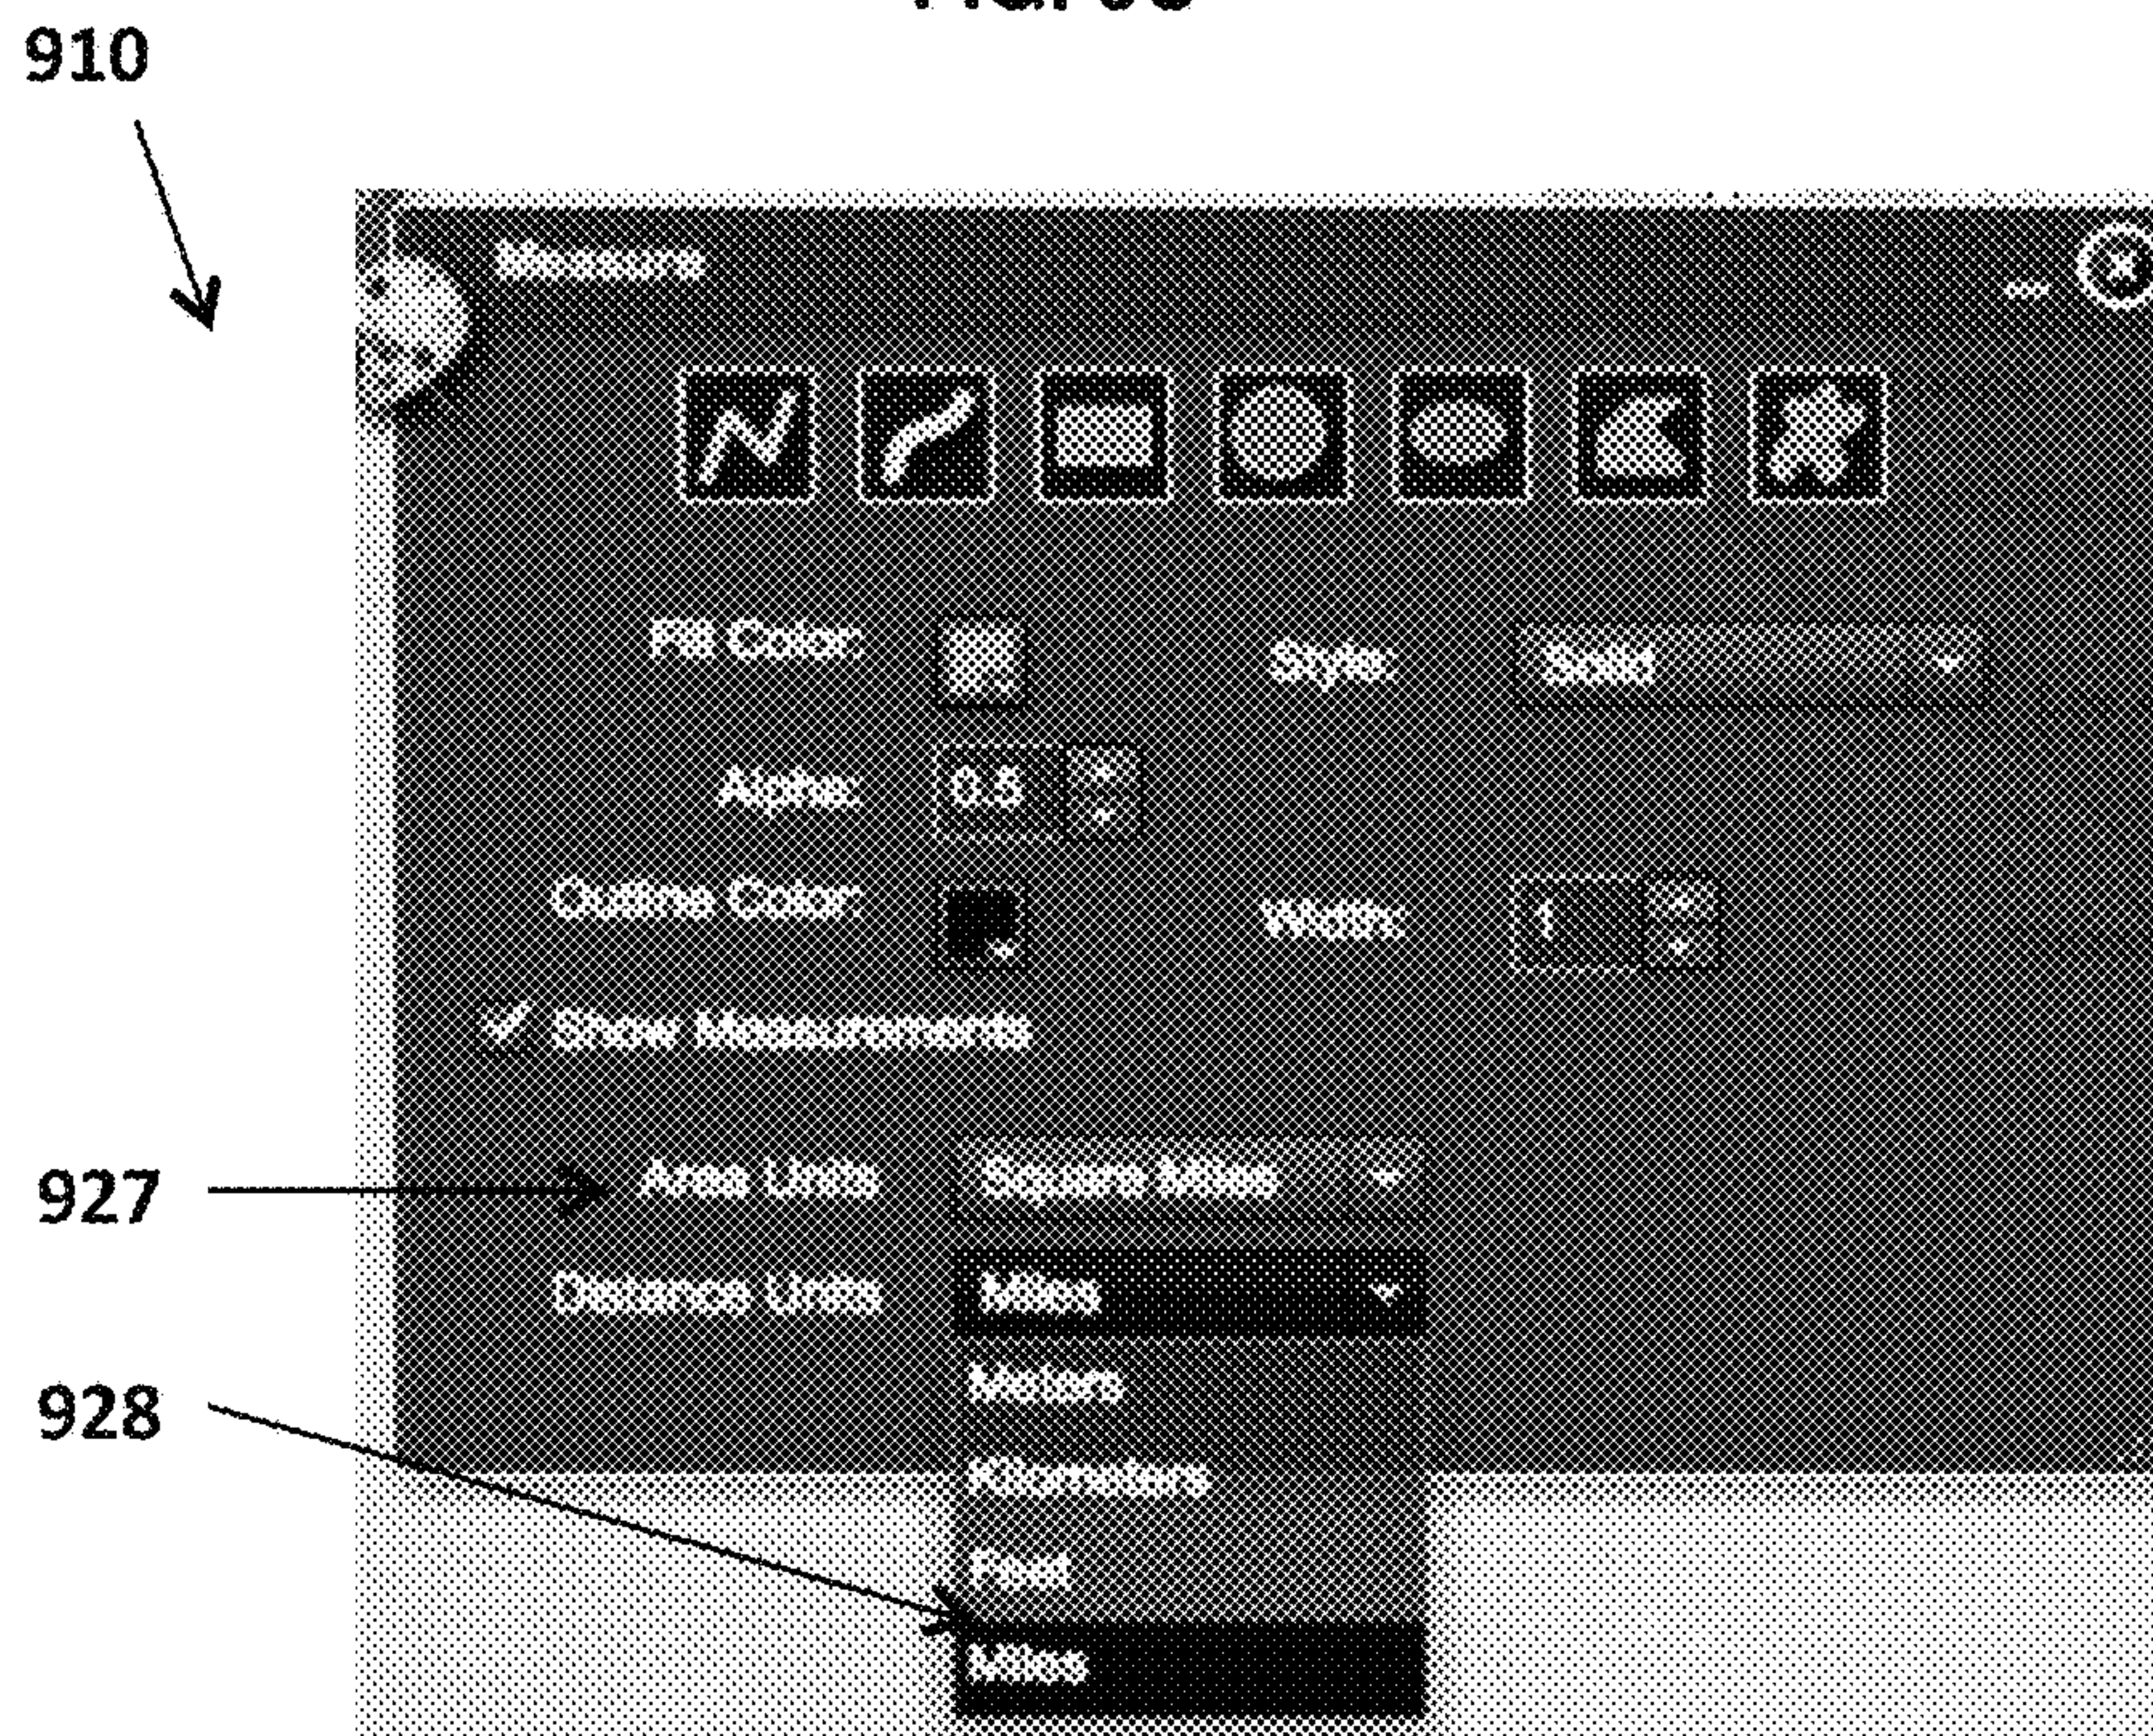 910
Measure
Fill Color:
Style:
Solid
Alpha:
0.5
Outline Color:
Width:
1
Show Measurements
927
Area Units
Square Miles
Distance Units
Miles
Meters
928
Kilometers
Feet
Miles